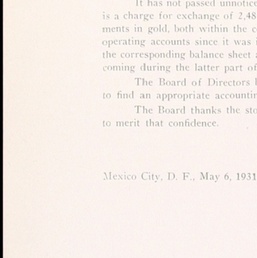 It has not passed unnotice
is a charge for exchange of 2,48
ments in gold, both within the c
operating accounts since it was i
the corresponding balance sheet a
coming during the latter part of
The Board of Directors
to find an appropriate accountin
The Board thanks the sto
to merit that confidence.
Mexico City, D. F., May 6, 1931